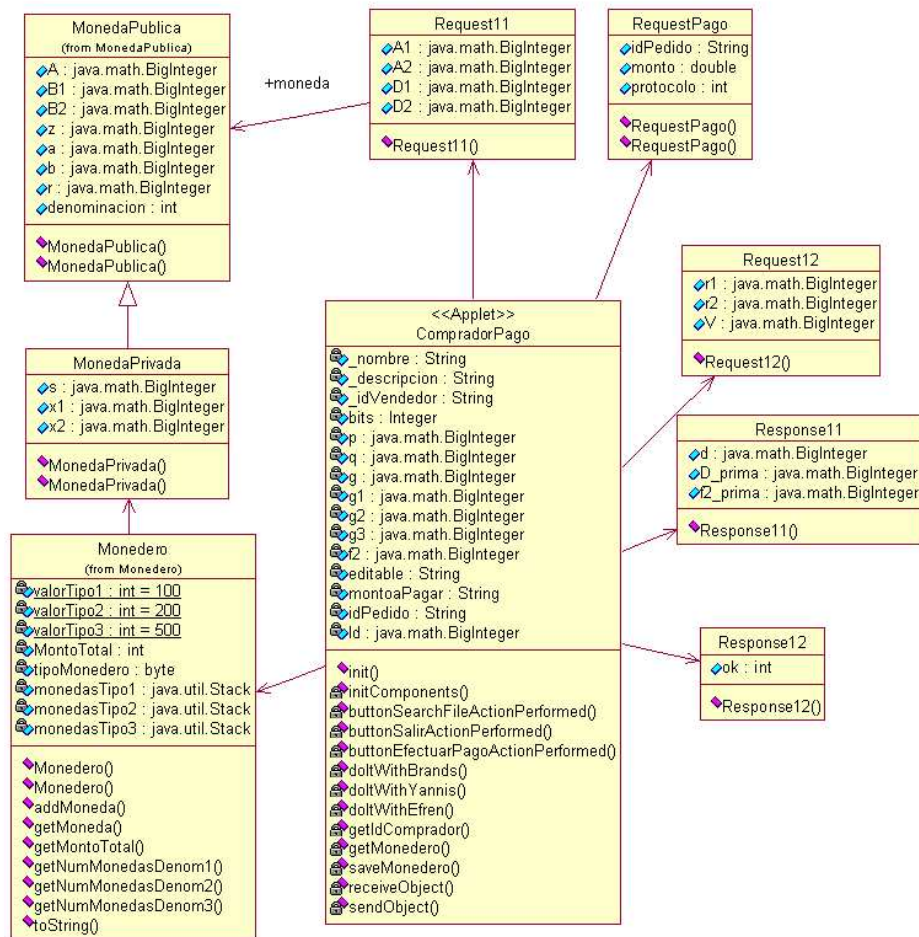 MonedaPublica
(from MonedaPublica)
A : java.math.BigInteger
B1 : java.math.BigInteger
B2 : java.math.BigInteger
z : java.math.BigInteger
a : java.math.BigInteger
b : java.math.BigInteger
r : java.math.BigInteger
denominacion : int
MonedaPublica()
MonedaPublica()
+moneda
Request11
A1 : java.math.BigInteger
A2 : java.math.BigInteger
D1 : java.math.BigInteger
D2 : java.math.BigInteger
Request11()
RequestPago
idPedido : String
monto : double
protocolo : int
RequestPago()
RequestPago()
Request12
r1 : java.math.BigInteger
r2 : java.math.BigInteger
V : java.math.BigInteger
Request12()
MonedaPrivada
s : java.math.BigInteger
x1 : java.math.BigInteger
x2 : java.math.BigInteger
MonedaPrivada()
MonedaPrivada()
<<Applet>>
CompradorPago
_nombre : String
_descripcion : String
_idVendedor : String
bits : Integer
p : java.math.BigInteger
q : java.math.BigInteger
g : java.math.BigInteger
g1 : java.math.BigInteger
g2 : java.math.BigInteger
g3 : java.math.BigInteger
f2 : java.math.BigInteger
editable : String
montoaPagar : String
idPedido : String
Id : java.math.BigInteger
init()
initComponents()
buttonSearchFileActionPerformed()
buttonSalirActionPerformed()
buttonEfectuarPagoActionPerformed()
doItWithBrands()
doItWithYannis()
doItWithEfren()
getIdComprador()
getMonedero()
saveMonedero()
receiveObject()
sendObject()
Response11
d : java.math.BigInteger
D_prima : java.math.BigInteger
f2_prima : java.math.BigInteger
Response11()
Monedero
(from Monedero)
valorTipo1 : int = 100
valorTipo2 : int = 200
valorTipo3 : int = 500
MontoTotal : int
tipoMonedero : byte
monedasTipo1 : java.util.Stack
monedasTipo2 : java.util.Stack
monedasTipo3 : java.util.Stack
Monedero()
Monedero()
addMoneda()
getMoneda()
getMontoTotal()
getNumMonedasDenom1()
getNumMonedasDenom2()
getNumMonedasDenom3()
toString()
Response12
ok : int
Response12()